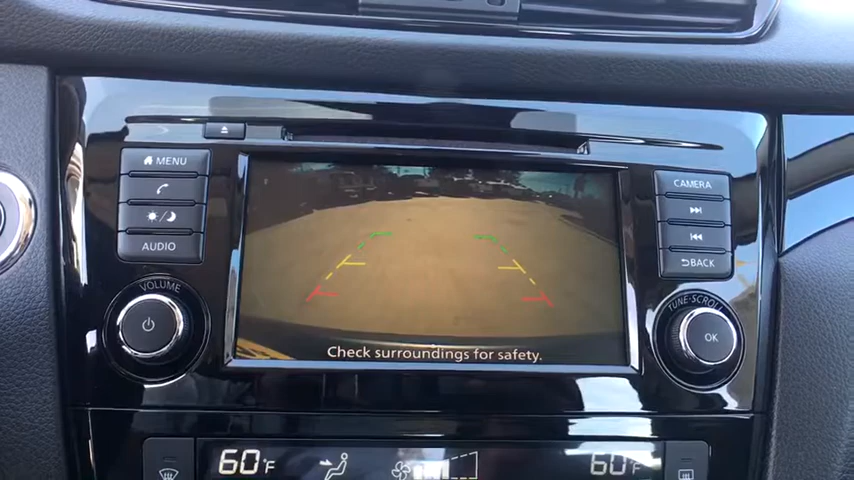 MENU
CAMERA
AUDIO
BACK
VOLUME
TUNE·SCROLL
OK
Check surroundings for safety.
60°F
60°F